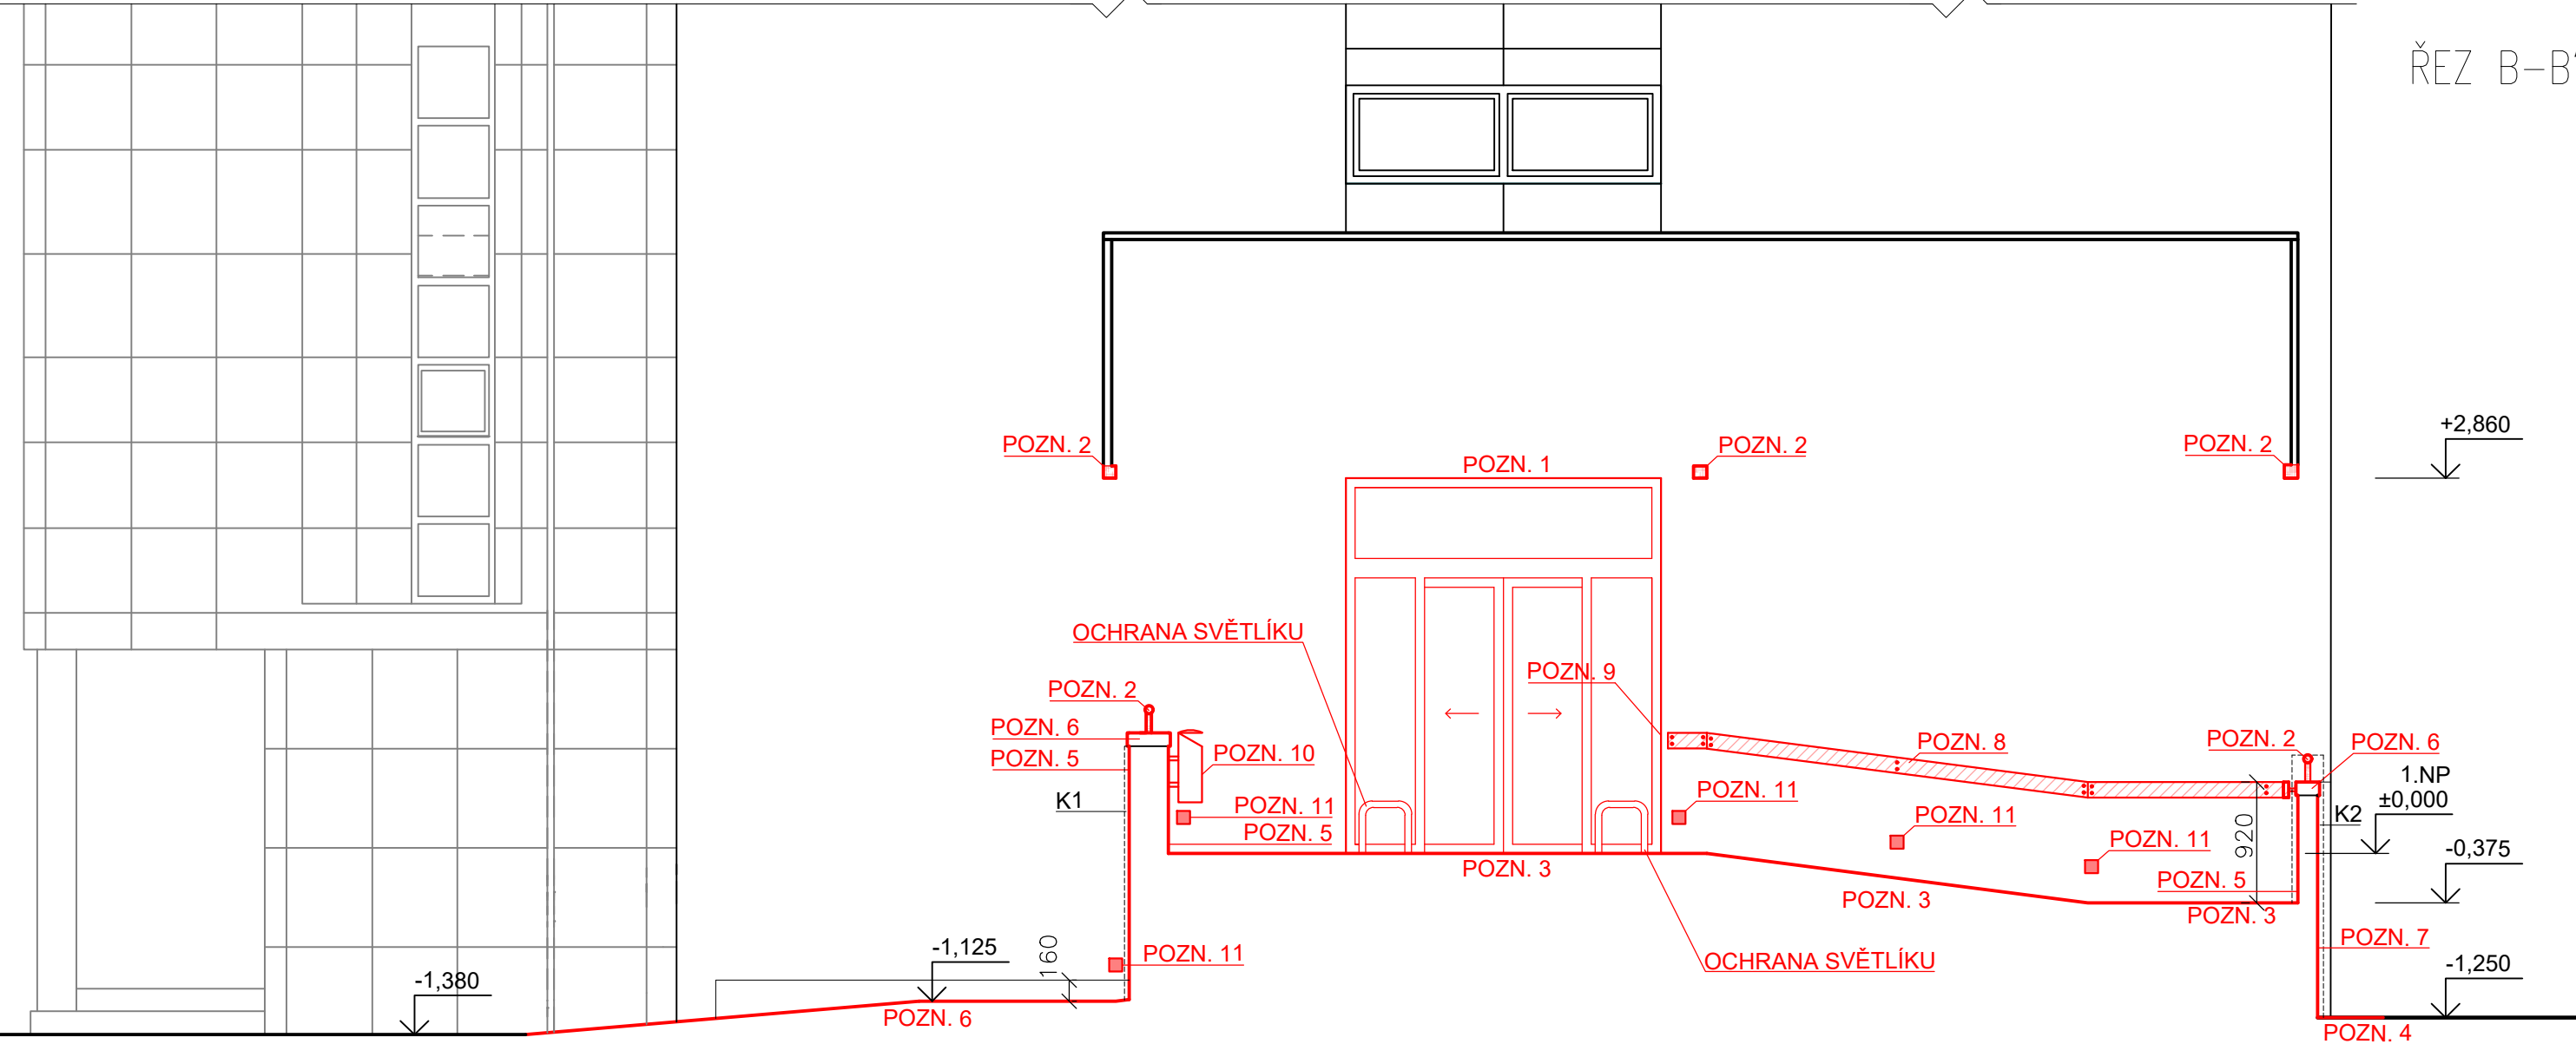 ŘEZ B-B'
+2,860
POZN. 2
POZN. 2
POZN. 2
POZN. 1
OCHRANA SVĚTLÍKU
POZN. 9
POZN. 2
POZN. 6
POZN. 5
POZN. 10
K1
POZN. 11
POZN. 5
POZN. 8
POZN. 2
POZN. 6
1.NP
±0,000
POZN. 11
POZN. 11
K2
920
POZN. 11
-0,375
POZN. 3
POZN. 5
POZN. 3
POZN. 3
-1,125
160
POZN. 11
OCHRANA SVĚTLÍKU
POZN. 7
-1,380
-1,250
POZN. 6
POZN. 4